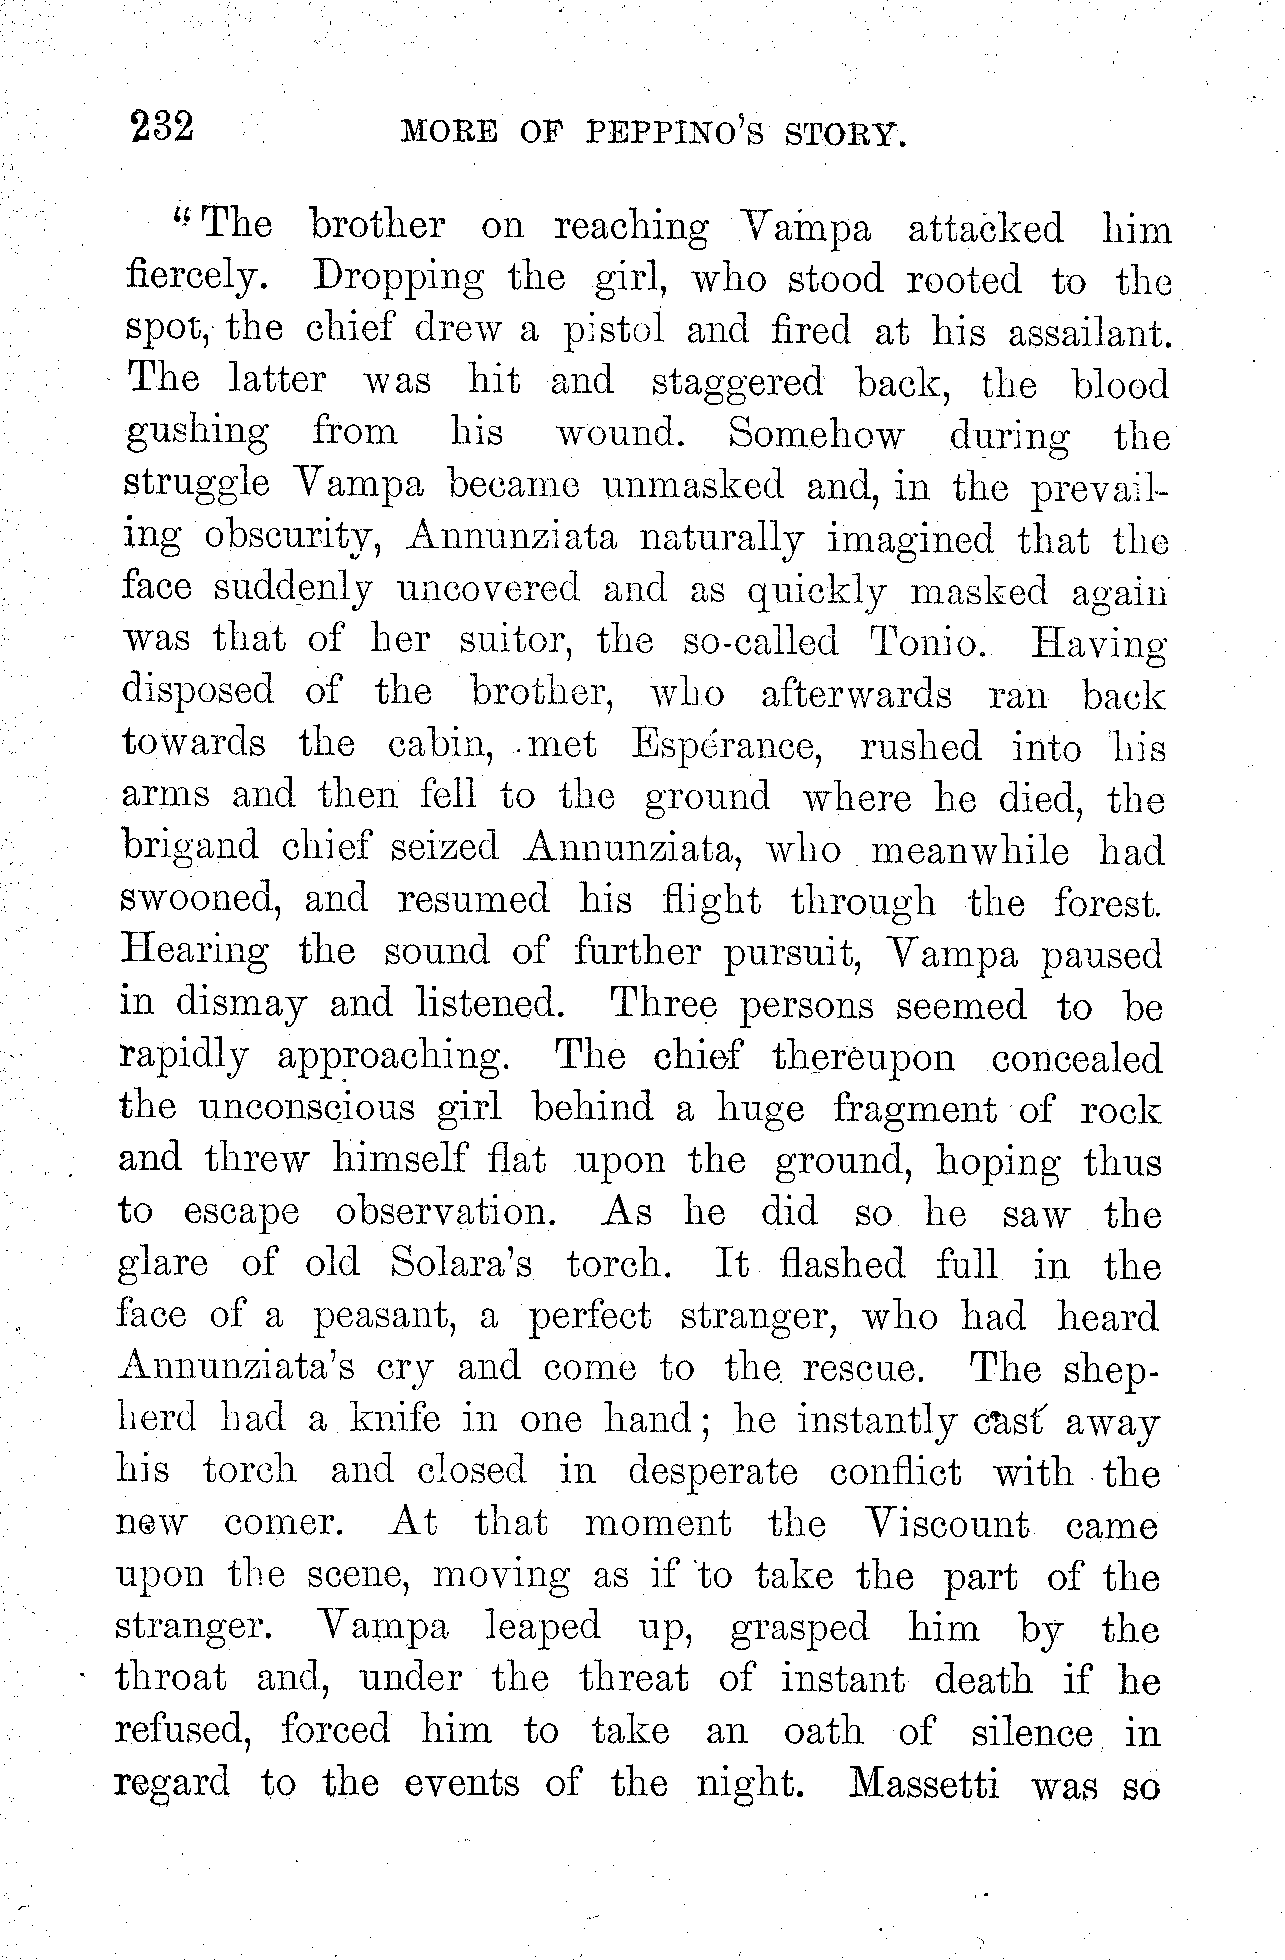 232 MORE OF PEPPINO'S STORY.
“The brother on reaching Vampa attacked him
fiercely. Dropping the girl, who stood rooted to the
spot, the chief drew a pistol and fired at his assailant.
The latter was hit and staggered back, the blood
gushing from his wound. Somehow during the
struggle Vampa became unmasked and, in the prevail-
ing obscurity, Annunziata naturally imagined that the
face suddenly uncovered and as quickly masked again
was that of her suitor, the so-called Tonio. Having
disposed of the brother, who afterwards ran back
towards the cabin, met Espérance, rushed into his
arms and then fell to the ground where he died, the
brigand chief seized Annunziata, who meanwhile had
swooned, and resumed his flight through the forest.
Hearing the sound of further pursuit, Vampa paused
in dismay and listened. Three persons seemed to be
rapidly approaching. The chief thereupon concealed
the unconscious girl behind a huge fragment of rock
and threw himself flat upon the ground, hoping thus
to escape observation. As he did so he saw the
glare of old Solara's torch. It flashed full in the
face of a peasant, a perfect stranger, who had heard
Annunziata's cry and come to the rescue. The shep-
herd had a knife in one hand; he instantly cast away
his torch and closed in desperate conflict with the
new comer. At that moment the Viscount came
upon the scene, moving as if to take the part of the
stranger. Vampa leaped up, grasped him by the
throat and, under the threat of instant death if he
refused, forced him to take an oath of silence in
regard to the events of the night. Massetti was so